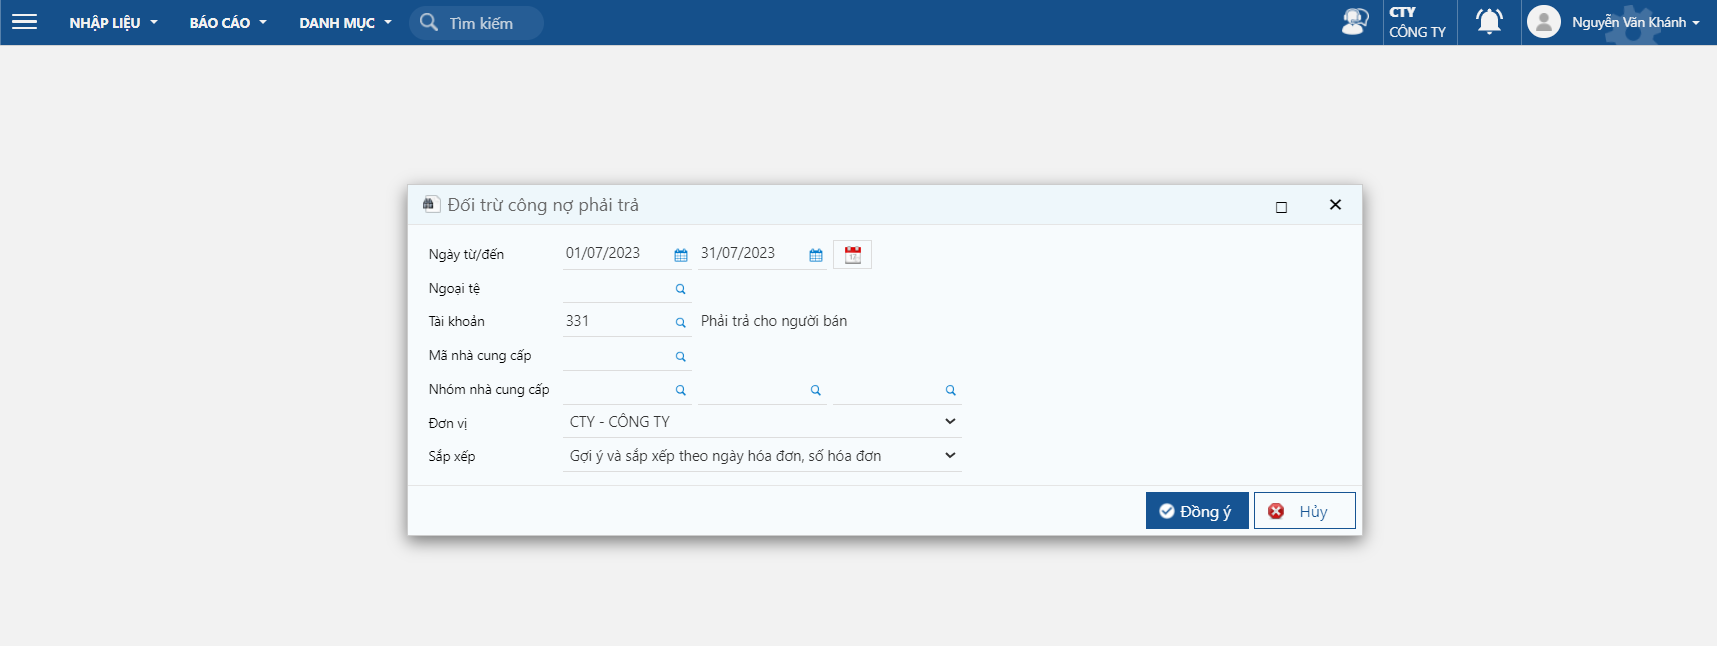 NHẬP LIỆU BÁO CÁO DANH MỤC Tìm kiếm CTY
CÔNG TY Nguyễn Văn Khánh
Đối trừ công nợ phải trả
Ngày từ/đến 01/07/2023 31/07/2023
Ngoại tệ
Tài khoản 331 Phải trả cho người bán
Mã nhà cung cấp
Nhóm nhà cung cấp
Đơn vị CTY - CÔNG TY
Sắp xếp Gợi ý và sắp xếp theo ngày hóa đơn, số hóa đơn
Đồng ý Hủy